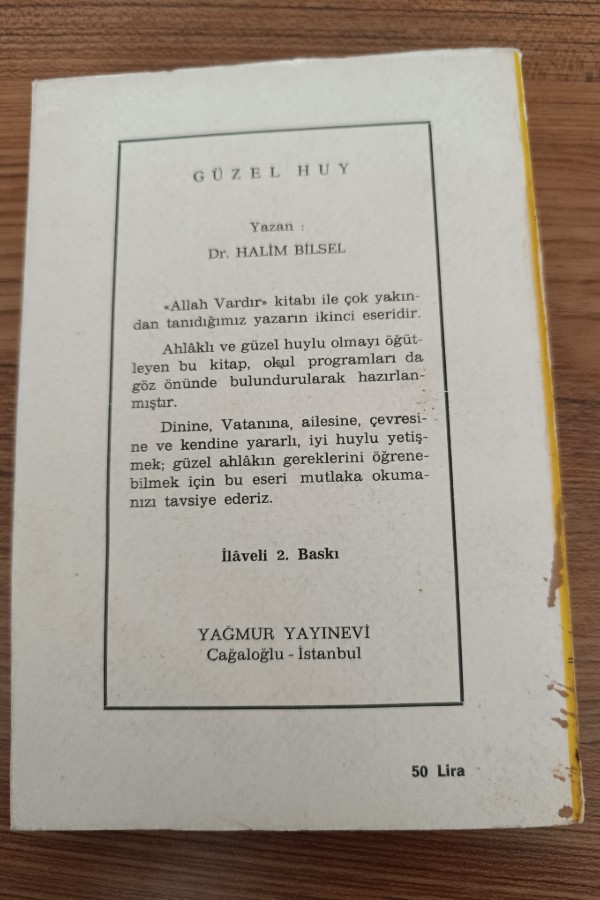 GÜZEL HUY
Yazan :
Dr. HALİM BİLSEL
«Allah Vardır» kitabı ile çok yakın-
dan tanıdığımız yazarın ikinci eseridir.
Ahlâklı ve güzel huylu olmayı öğüt-
leyen bu kitap, okul programları da
göz önünde bulundurularak hazırlan-
mıştır.
Dinine, Vatanına, ailesine, çevresi-
ne ve kendine yararlı, iyi huylu yetiş-
mek; güzel ahlâkın gereklerini öğrene-
bilmek için bu eseri mutlaka okuma-
nızı tavsiye ederiz.
İlâveli 2. Baskı
YAĞMUR YAYINEVİ
Cağaloğlu - İstanbul
50 Lira